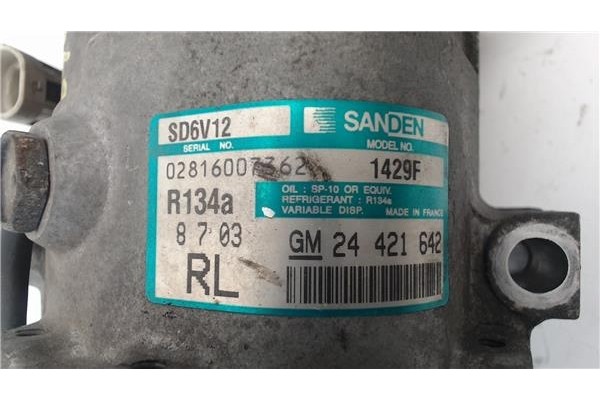 SD6V12 SANDEN
SERIAL NO. MODEL NO.
02816007362 1429F
R134a
OIL : SP-10 OR EQUIV.
REFRIGERANT : R134a
VARIABLE DISP. MADE IN FRANCE
8 7 03
GM 24 421 642
RL